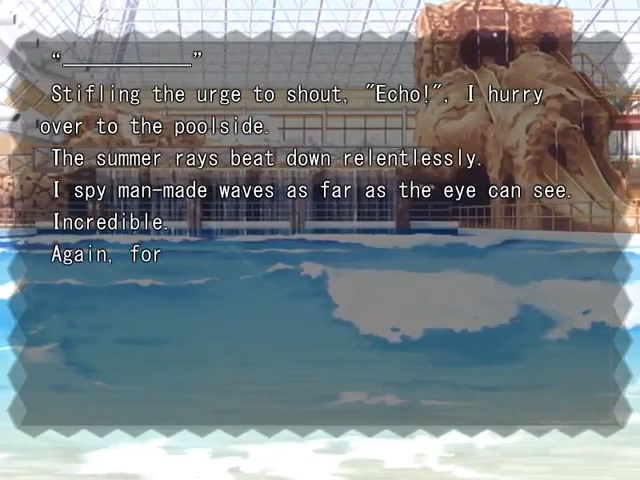 “__________”
Stifling the urge to shout, "Echo!", I hurry
over to the poolside.
The summer rays beat down relentlessly.
I spy man-made waves as far as the eye can see.
Incredible.
Again, for